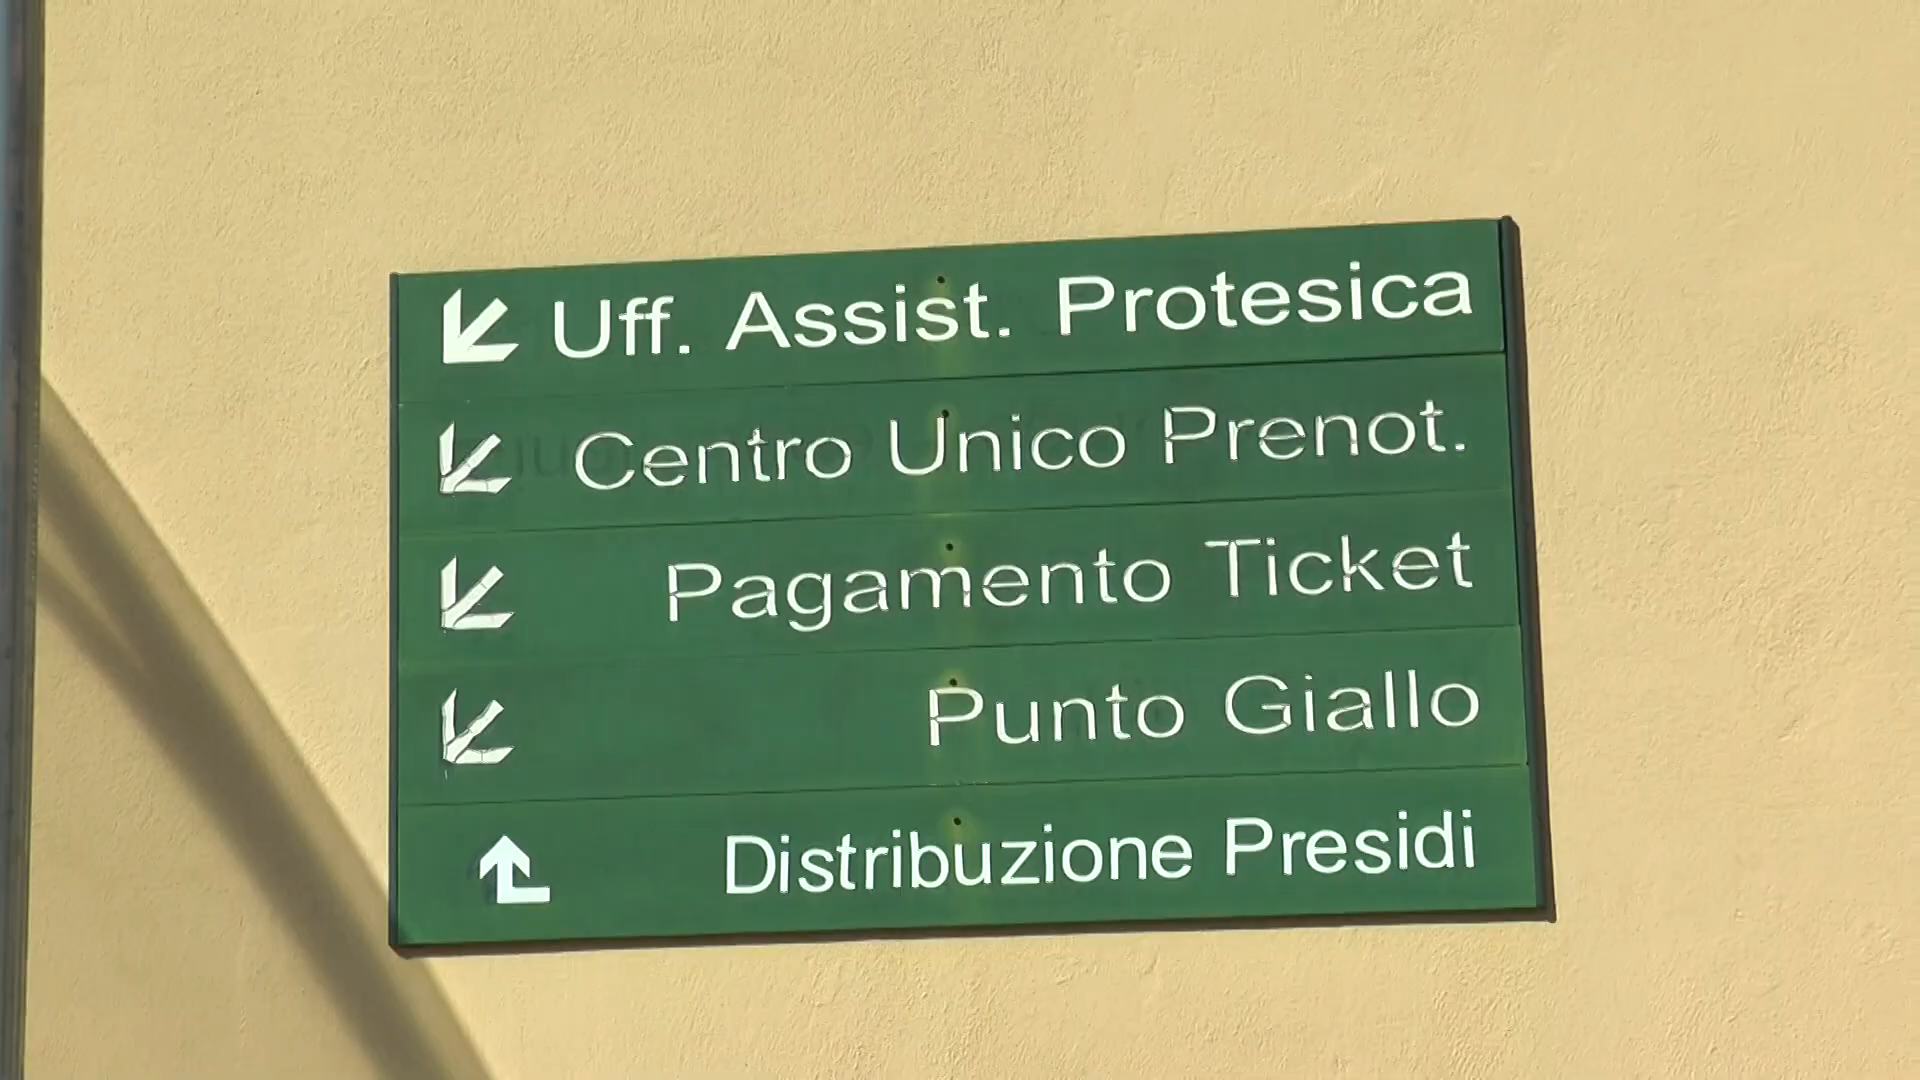 Uff. Assist. Protesica
Centro Unico Prenot.
Pagamento Ticket
Punto Giallo
Distribuzione Presidi